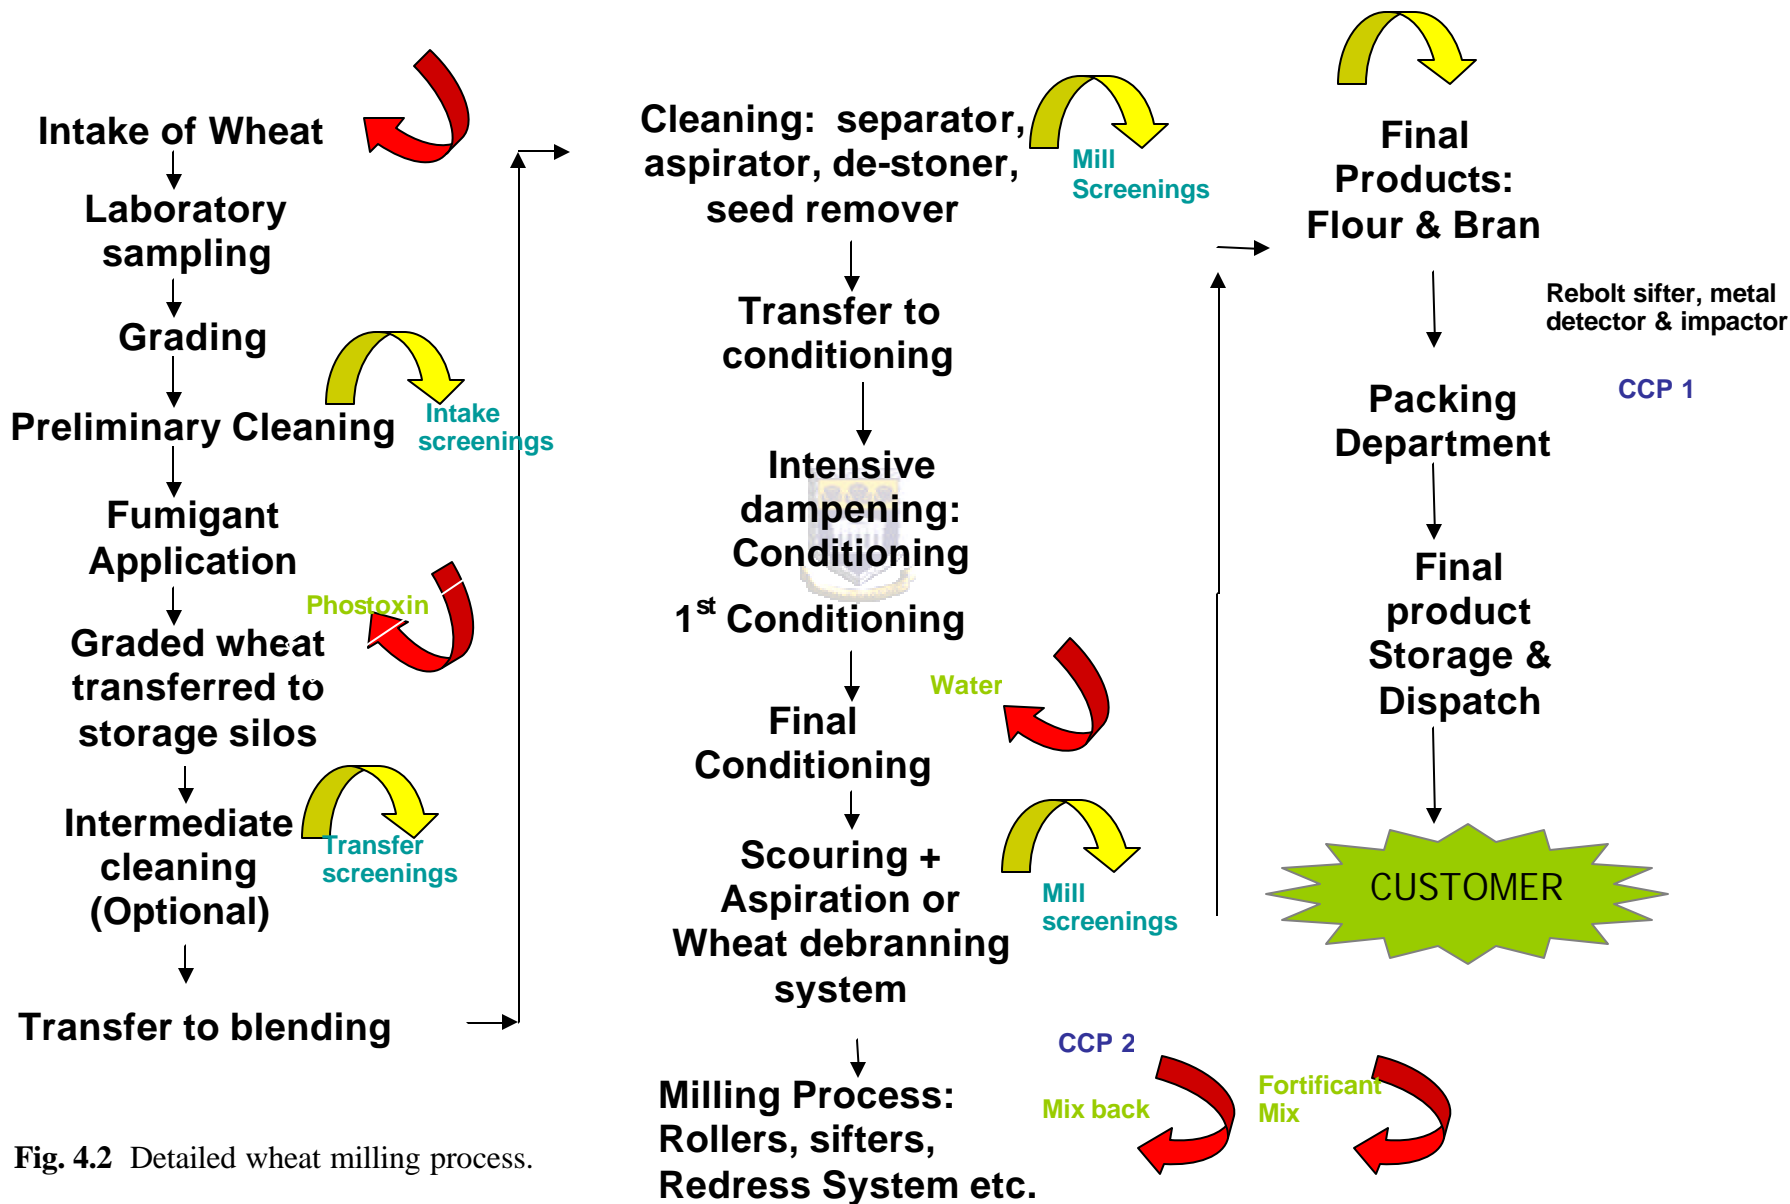 Intake of Wheat
Laboratory
sampling
Grading
Preliminary Cleaning
Intake
screenings
Fumigant
Application
Phostoxin
Graded wheat
transferred to
storage silos
Intermediate
cleaning
(Optional)
Transfer
screenings
Transfer to blending
Cleaning: separator,
aspirator, de-stoner,
seed remover
Mill
Screenings
Transfer to
conditioning
Intensive
dampening:
Conditioning
1st Conditioning
Water
Final
Conditioning
Scouring +
Aspiration or
Wheat debranning
system
Mill
screenings
CCP 2
Milling Process:
Rollers, sifters,
Redress System etc.
Mix back
Fortificant
Mix
Final
Products:
Flour & Bran
Rebolt sifter, metal
detector & impactor
CCP 1
Packing
Department
Final
product
Storage &
Dispatch
CUSTOMER
Fig. 4.2 Detailed wheat milling process.